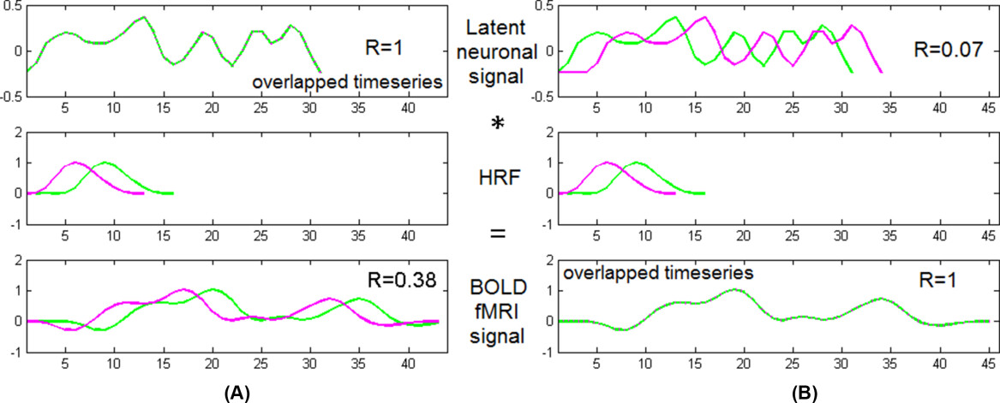 0.5
0
-0.5
R=1
overlapped timeseries
5 10 15 20 25 30 35 40
Latent
neuronal
signal
0.5
0
-0.5
R=0.07
5 10 15 20 25 30 35 40 45
*
2
1
0
-1
5 10 15 20 25 30 35 40
HRF
2
1
0
-1
5 10 15 20 25 30 35 40 45
=
2
1
0
-1
R=0.38
5 10 15 20 25 30 35 40
BOLD
fMRI
signal
2
1
0
-1
overlapped timeseries
R=1
5 10 15 20 25 30 35 40 45
(A)
(B)